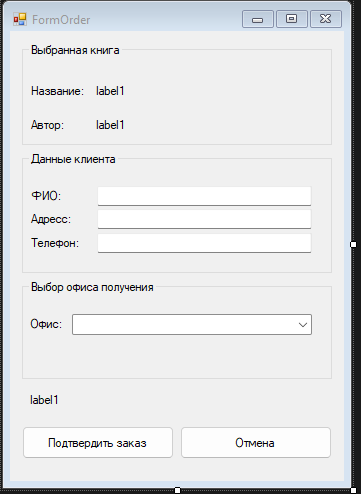 FormOrder
Выбранная книга
Название: label1
Автор: label1
Данные клиента
ФИО:
Адресс:
Телефон:
Выбор офиса получения
Офис:
label1
Подтвердить заказ Отмена